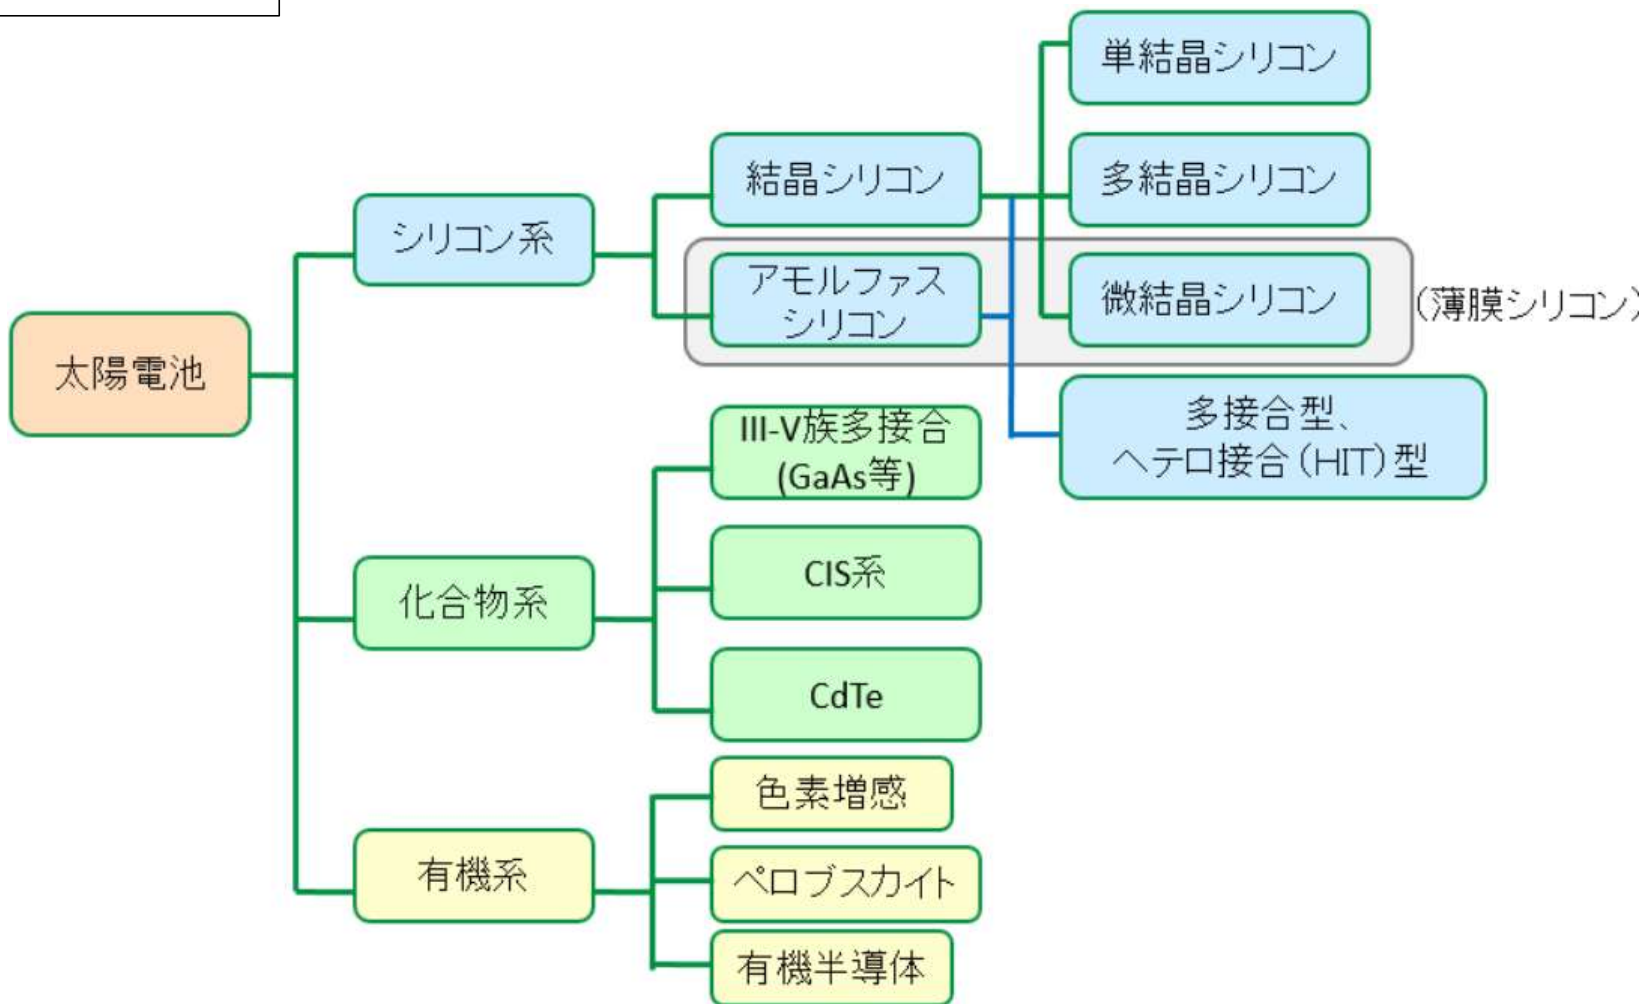 太陽電池
シリコン系
結晶シリコン
単結晶シリコン
多結晶シリコン
アモルファス
シリコン
微結晶シリコン
(薄膜シリコン)
多接合型、
ヘテロ接合(HIT)型
化合物系
III-V族多接合
(GaAs等)
CIS系
CdTe
有機系
色素増感
ペロブスカイト
有機半導体